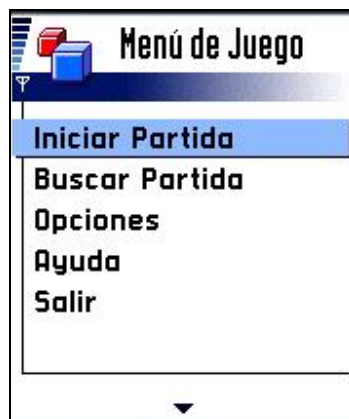 Menú de Juego
Iniciar Partida
Buscar Partida
Opciones
Ayuda
Salir